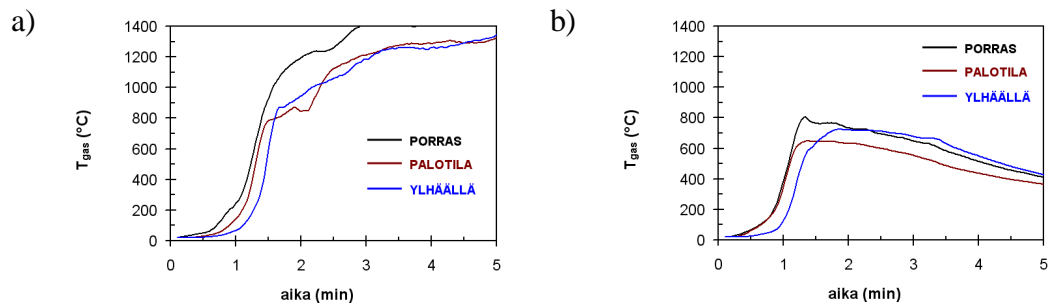 a)
1400
1200
1000
800
600
400
200
0
T_gas (°C)
0 1 2 3 4 5
aika (min)
PORRAS
PALOTILA
YLHÄÄLLÄ
b)
1400
1200
1000
800
600
400
200
0
T_gas (°C)
0 1 2 3 4 5
aika (min)
PORRAS
PALOTILA
YLHÄÄLLÄ